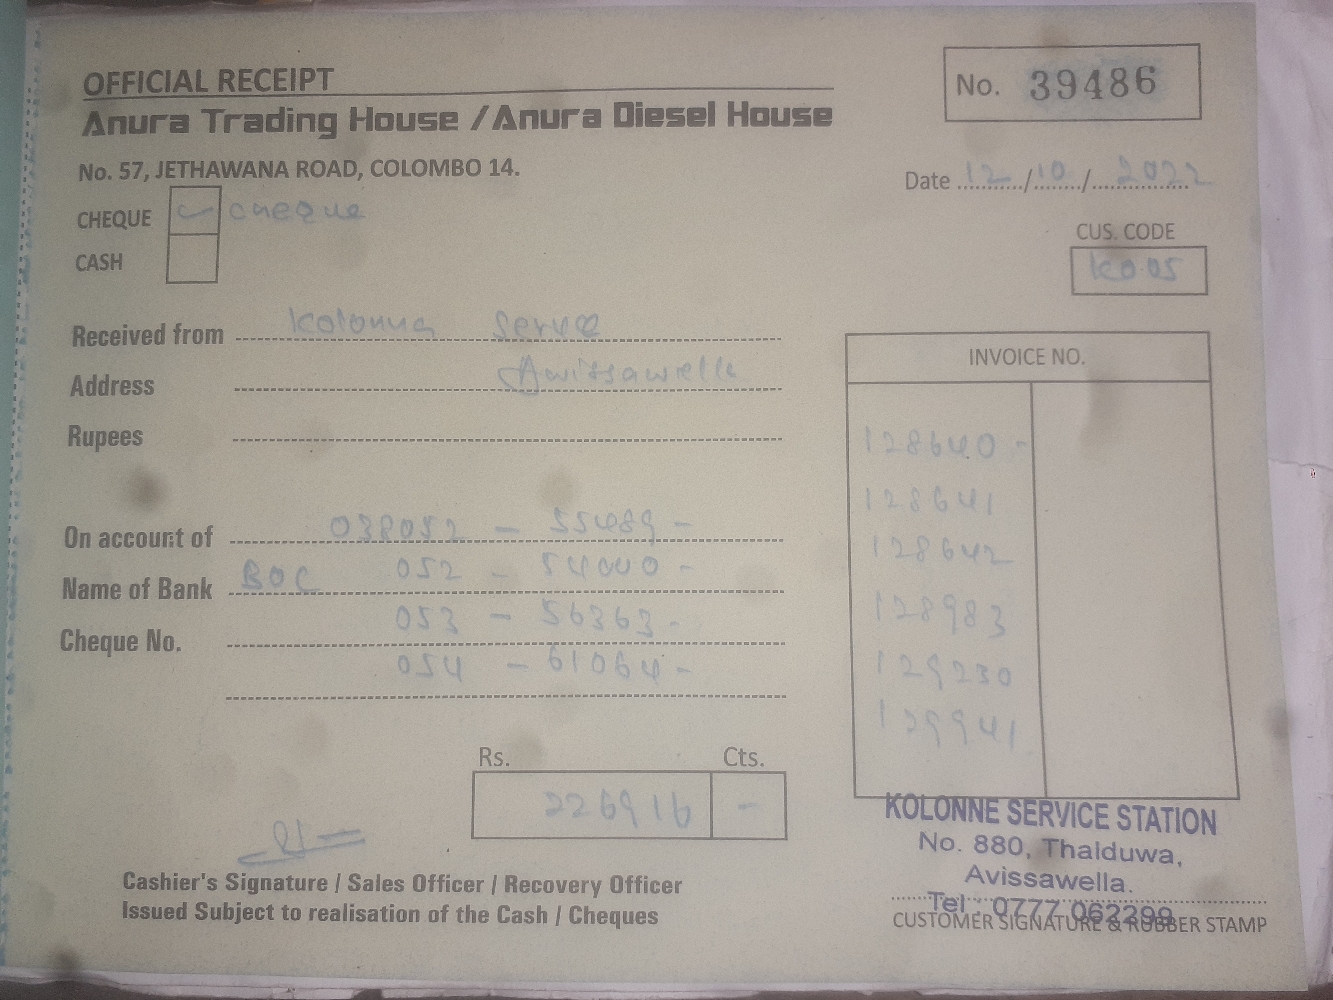 OFFICIAL RECEIPT
No. 39486
Anura Trading House / Anura Diesel House
No. 57, JETHAWANA ROAD, COLOMBO 14.
Date 12/10/2022
CHEQUE cheque
CUS. CODE
CASH
K0.05
Received from Kolonna Service
INVOICE NO.
Address Avissawella
Rupees
128640-
128641
On account of 038052 - 55489-
128642
Name of Bank BOC 052 - 54000-
128983
Cheque No. 053 - 56363-
129230
054 - 61064-
129941
Rs. Cts.
226916 -
KOLONNE SERVICE STATION
No. 880, Thalduwa,
Avissawella.
Tel : 0777 062299
Cashier's Signature / Sales Officer / Recovery Officer
Issued Subject to realisation of the Cash / Cheques
CUSTOMER SIGNATURE & RUBBER STAMP